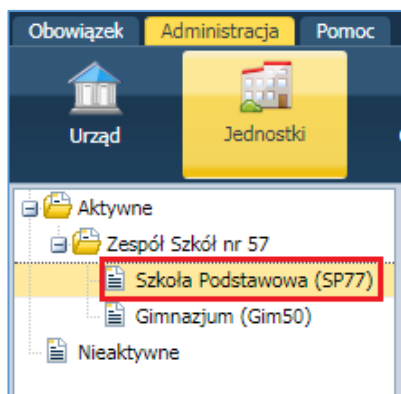 Obowiązek Administracja Pomoc
Urząd Jednostki
Aktywne
Zespół Szkół nr 57
Szkoła Podstawowa (SP77)
Gimnazjum (Gim50)
Nieaktywne